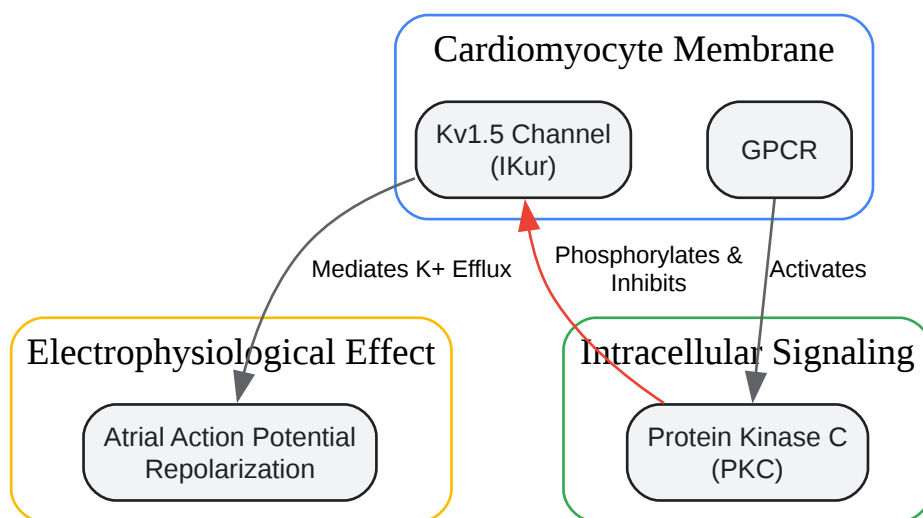 Cardiomyocyte Membrane
Kv1.5 Channel
(IKur)
GPCR
Mediates K+ Efflux
Phosphorylates &
Inhibits
Activates
Electrophysiological Effect
Intracellular Signaling
Atrial Action Potential
Repolarization
Protein Kinase C
(PKC)